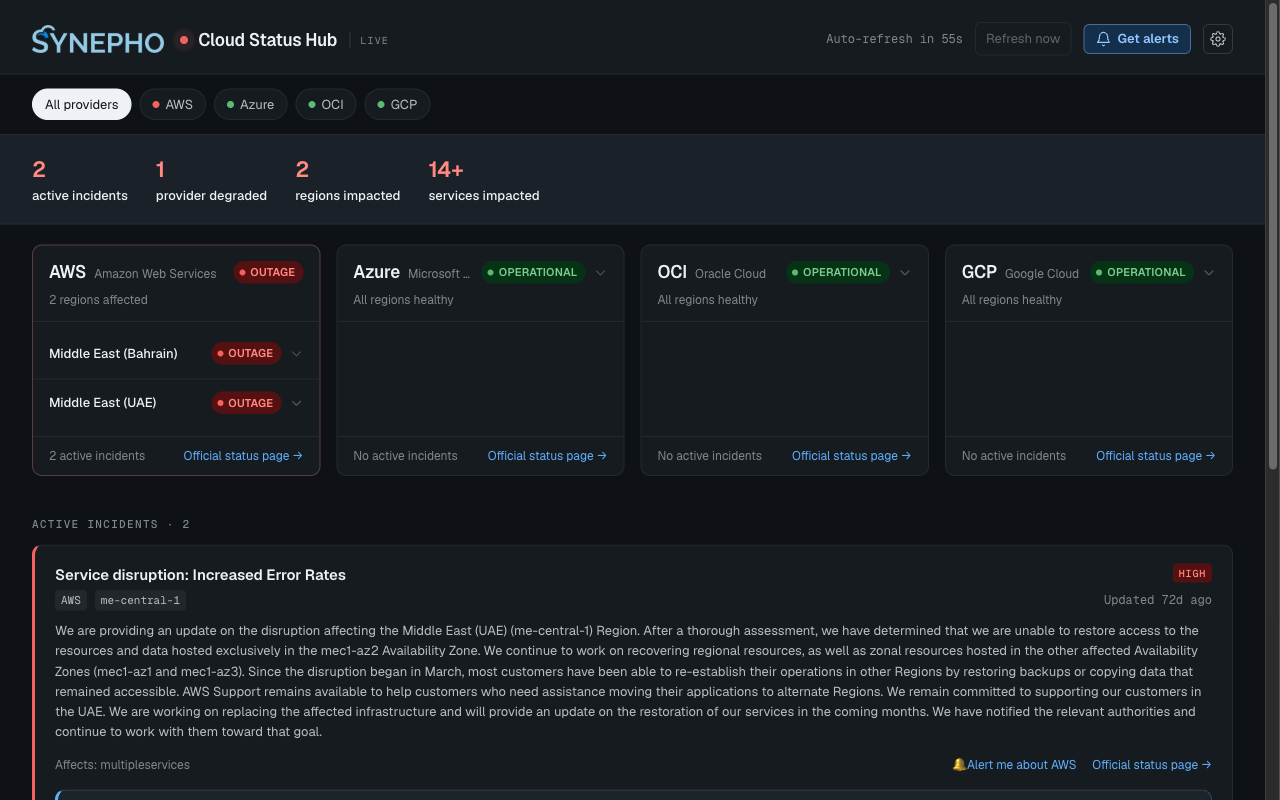 SYNEPHO
Cloud Status Hub
LIVE
Auto-refresh in 55s
Refresh now
Get alerts
All providers
AWS
Azure
OCI
GCP
2
active incidents
1
provider degraded
2
regions impacted
14+
services impacted
AWS Amazon Web Services OUTAGE
2 regions affected
Middle East (Bahrain) OUTAGE
Middle East (UAE) OUTAGE
2 active incidents Official status page →
Azure Microsoft ... OPERATIONAL
All regions healthy
No active incidents Official status page →
OCI Oracle Cloud OPERATIONAL
All regions healthy
No active incidents Official status page →
GCP Google Cloud OPERATIONAL
All regions healthy
No active incidents Official status page →
ACTIVE INCIDENTS · 2
Service disruption: Increased Error Rates HIGH
AWS me-central-1 Updated 72d ago
We are providing an update on the disruption affecting the Middle East (UAE) (me-central-1) Region. After a thorough assessment, we have determined that we are unable to restore access to the
resources and data hosted exclusively in the mec1-az2 Availability Zone. We continue to work on recovering regional resources, as well as zonal resources hosted in the other affected Availability
Zones (mec1-az1 and mec1-az3). Since the disruption began in March, most customers have been able to re-establish their operations in other Regions by restoring backups or copying data that
remained accessible. AWS Support remains available to help customers who need assistance moving their applications to alternate Regions. We remain committed to supporting our customers in
the UAE. We are working on replacing the affected infrastructure and will provide an update on the restoration of our services in the coming months. We have notified the relevant authorities and
continue to work with them toward that goal.
Affects: multipleservices 🔔Alert me about AWS Official status page →